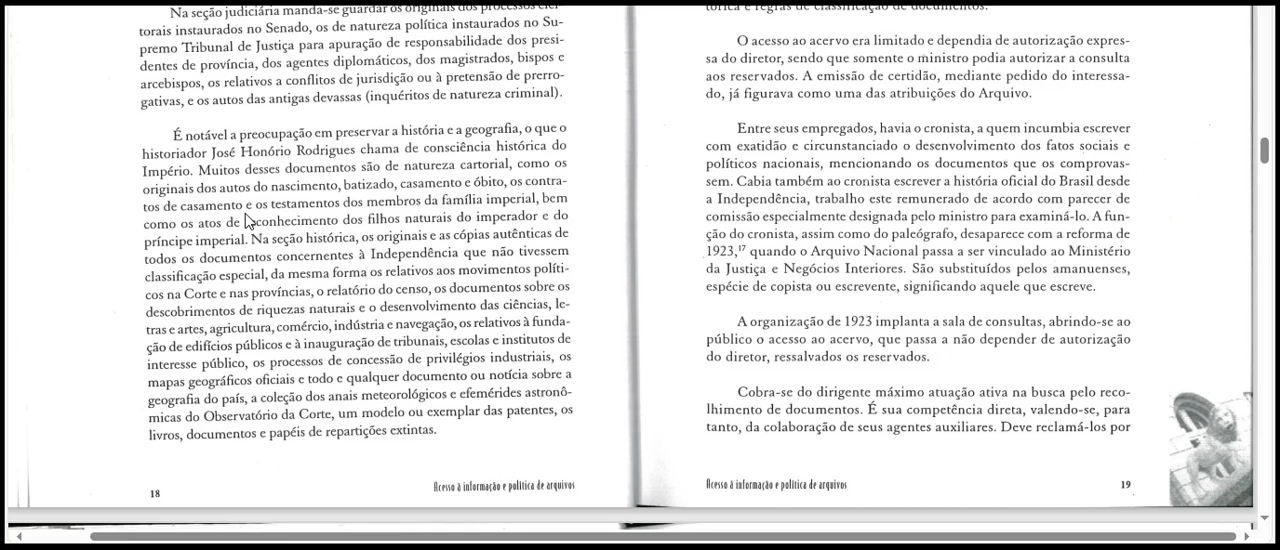 Na seção judiciária manda-se guardar os originais dos processos elei-
torais instaurados no Senado, os de natureza política instaurados no Su-
premo Tribunal de Justiça para apuração de responsabilidade dos presi-
dentes de província, dos agentes diplomáticos, dos magistrados, bispos e
arcebispos, os relativos a conflitos de jurisdição ou à pretensão de prerro-
gativas, e os autos das antigas devassas (inquéritos de natureza criminal).
É notável a preocupação em preservar a história e a geografia, o que o
historiador José Honório Rodrigues chama de consciência histórica do
Império. Muitos desses documentos são de natureza cartorial, como os
originais dos autos do nascimento, batizado, casamento e óbito, os contra-
tos de casamento e os testamentos dos membros da família imperial, bem
como os atos de reconhecimento dos filhos naturais do imperador e do
príncipe imperial. Na seção histórica, os originais e as cópias autênticas de
todos os documentos concernentes à Independência que não tivessem
classificação especial, da mesma forma os relativos aos movimentos políti-
cos na Corte e nas províncias, o relatório do censo, os documentos sobre os
descobrimentos de riquezas naturais e o desenvolvimento das ciências, le-
tras e artes, agricultura, comércio, indústria e navegação, os relativos à funda-
ção de edifícios públicos e à inauguração de tribunais, escolas e institutos de
interesse público, os processos de concessão de privilégios industriais, os
mapas geográficos oficiais e todo e qualquer documento ou notícia sobre a
geografia do país, a coleção dos anais meteorológicos e efemérides astronô-
micas do Observatório da Corte, um modelo ou exemplar das patentes, os
livros, documentos e papéis de repartições extintas.
18
Acesso à informação e política de arquivos
tórica e regras de classificação de documentos.
O acesso ao acervo era limitado e dependia de autorização expres-
sa do diretor, sendo que somente o ministro podia autorizar a consulta
aos reservados. A emissão de certidão, mediante pedido do interessa-
do, já figurava como uma das atribuições do Arquivo.
Entre seus empregados, havia o cronista, a quem incumbia escrever
com exatidão e circunstanciado o desenvolvimento dos fatos sociais e
políticos nacionais, mencionando os documentos que os comprovas-
sem. Cabia também ao cronista escrever a história oficial do Brasil desde
a Independência, trabalho este remunerado de acordo com parecer de
comissão especialmente designada pelo ministro para examiná-lo. A fun-
ção do cronista, assim como do paleógrafo, desaparece com a reforma de
1923,¹⁷ quando o Arquivo Nacional passa a ser vinculado ao Ministério
da Justiça e Negócios Interiores. São substituídos pelos amanuenses,
espécie de copista ou escrevente, significando aquele que escreve.
A organização de 1923 implanta a sala de consultas, abrindo-se ao
público o acesso ao acervo, que passa a não depender de autorização
do diretor, ressalvados os reservados.
Cobra-se do dirigente máximo atuação ativa na busca pelo reco-
lhimento de documentos. É sua competência direta, valendo-se, para
tanto, da colaboração de seus agentes auxiliares. Deve reclamá-los por
Acesso à informação e política de arquivos
19